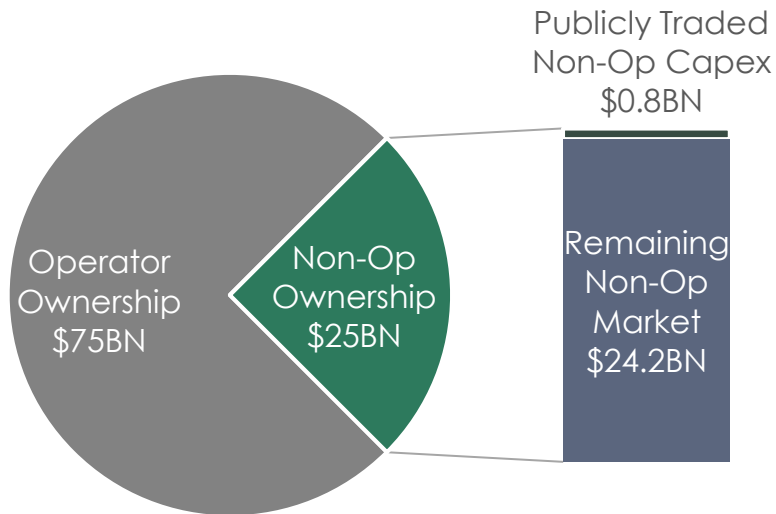 Publicly Traded
Non-Op Capex
$0.8BN
Operator
Ownership
$75BN
Non-Op
Ownership
$25BN
Remaining
Non-Op
Market
$24.2BN